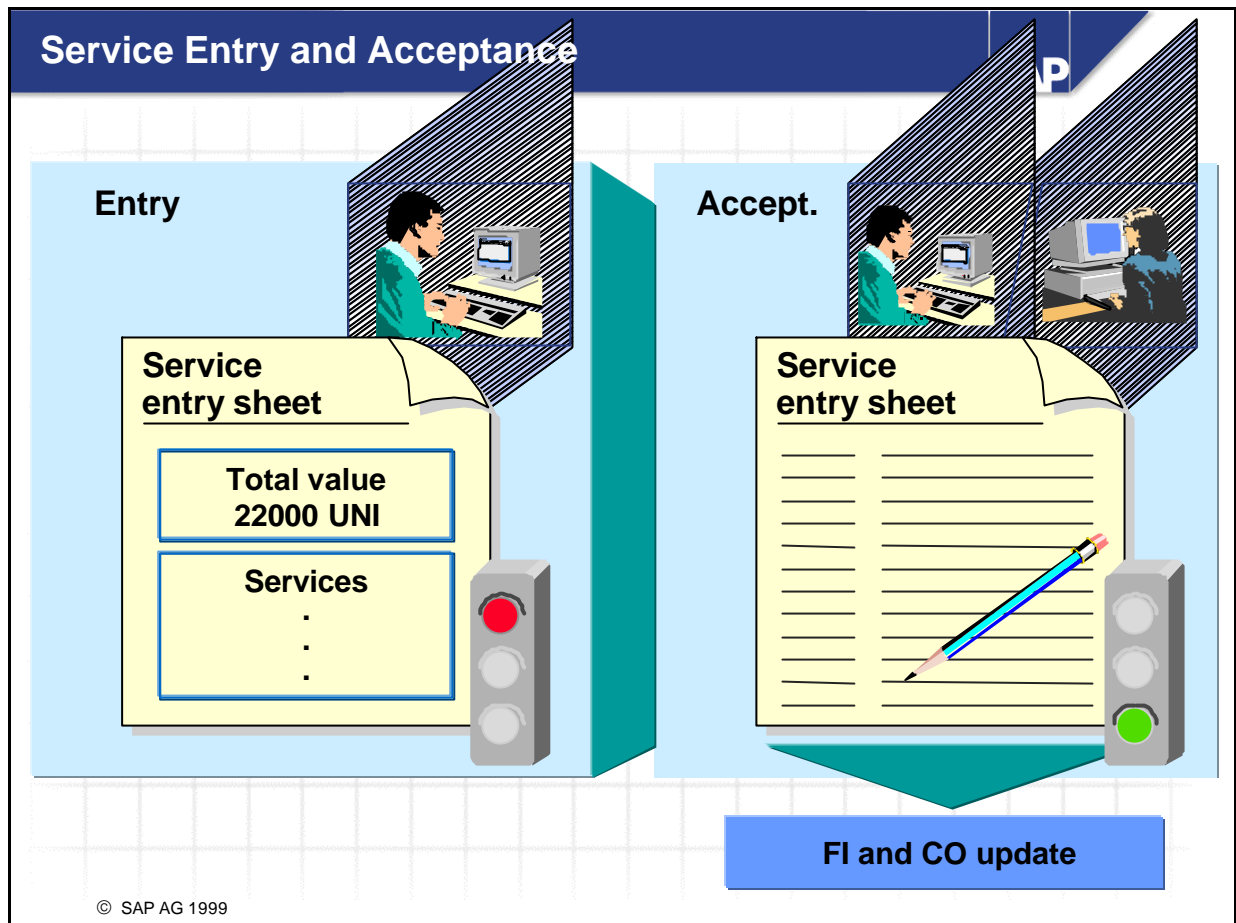 Service Entry and Acceptance
Entry
Service
entry sheet
Total value
22000 UNI
Services
.
.
.
Accept.
Service
entry sheet
FI and CO update
© SAP AG 1999